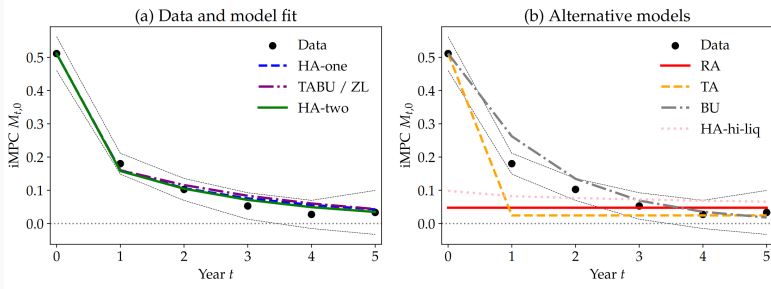 (a) Data and model fit
iMPC M_{t,0}
0.5
0.4
0.3
0.2
0.1
0.0
Data
HA-one
TABU / ZL
HA-two
0 1 2 3 4 5
Year t
(b) Alternative models
iMPC M_{t,0}
0.5
0.4
0.3
0.2
0.1
0.0
Data
RA
TA
BU
HA-hi-liq
0 1 2 3 4 5
Year t